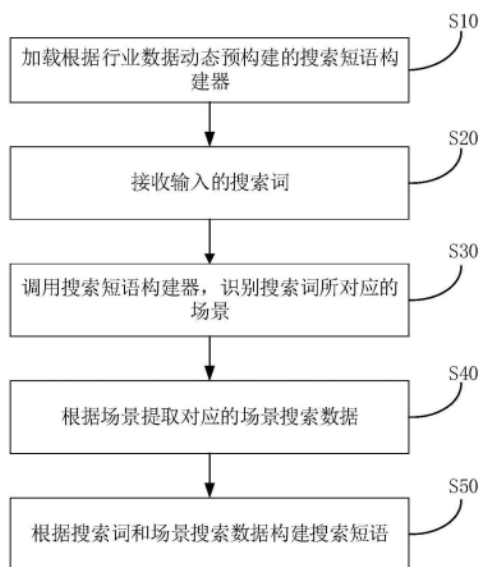 S10
加载根据行业数据动态预构建的搜索短语构
建器
S20
接收输入的搜索词
S30
调用搜索短语构建器，识别搜索词所对应的
场景
S40
根据场景提取对应的场景搜索数据
S50
根据搜索词和场景搜索数据构建搜索短语